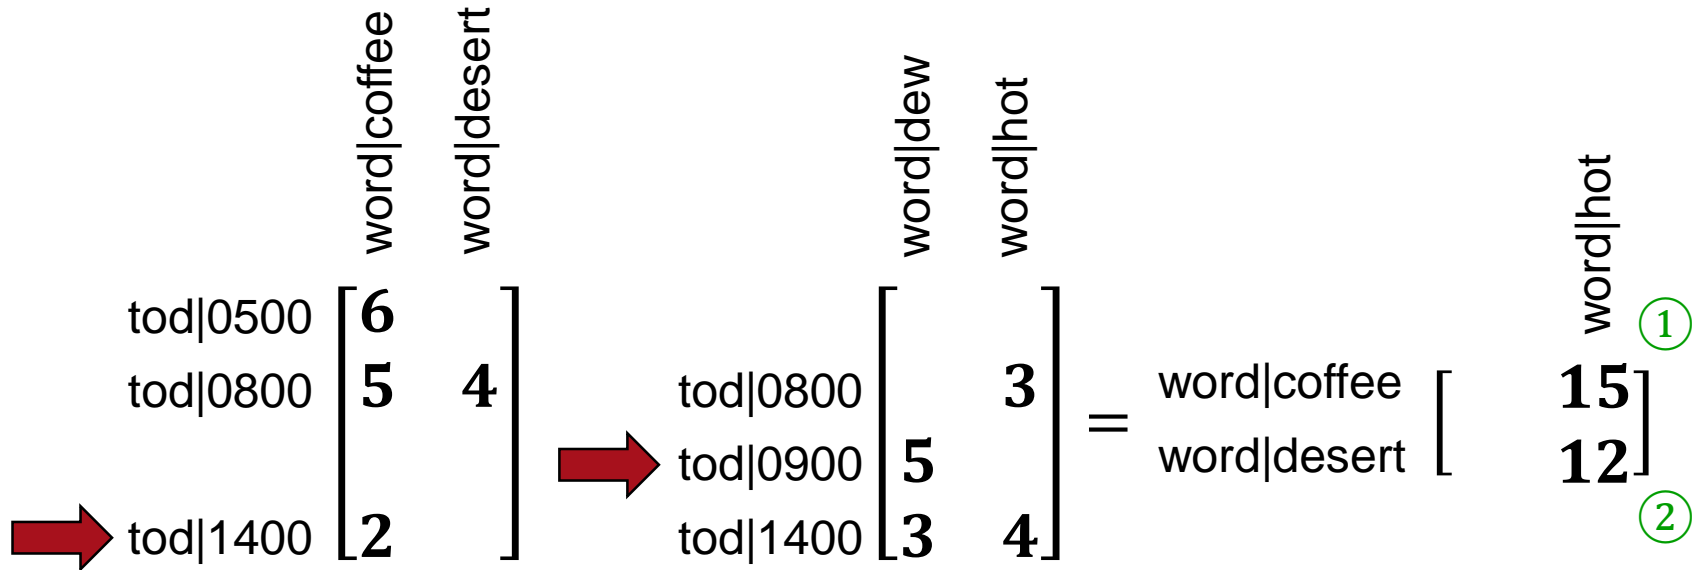 word|coffee word|desert word|dew word|hot word|hot
tod|0500 6 ①
tod|0800 5 4 tod|0800 3 = word|coffee 15
tod|0900 5 word|desert 12
tod|1400 2 tod|1400 3 4 ②